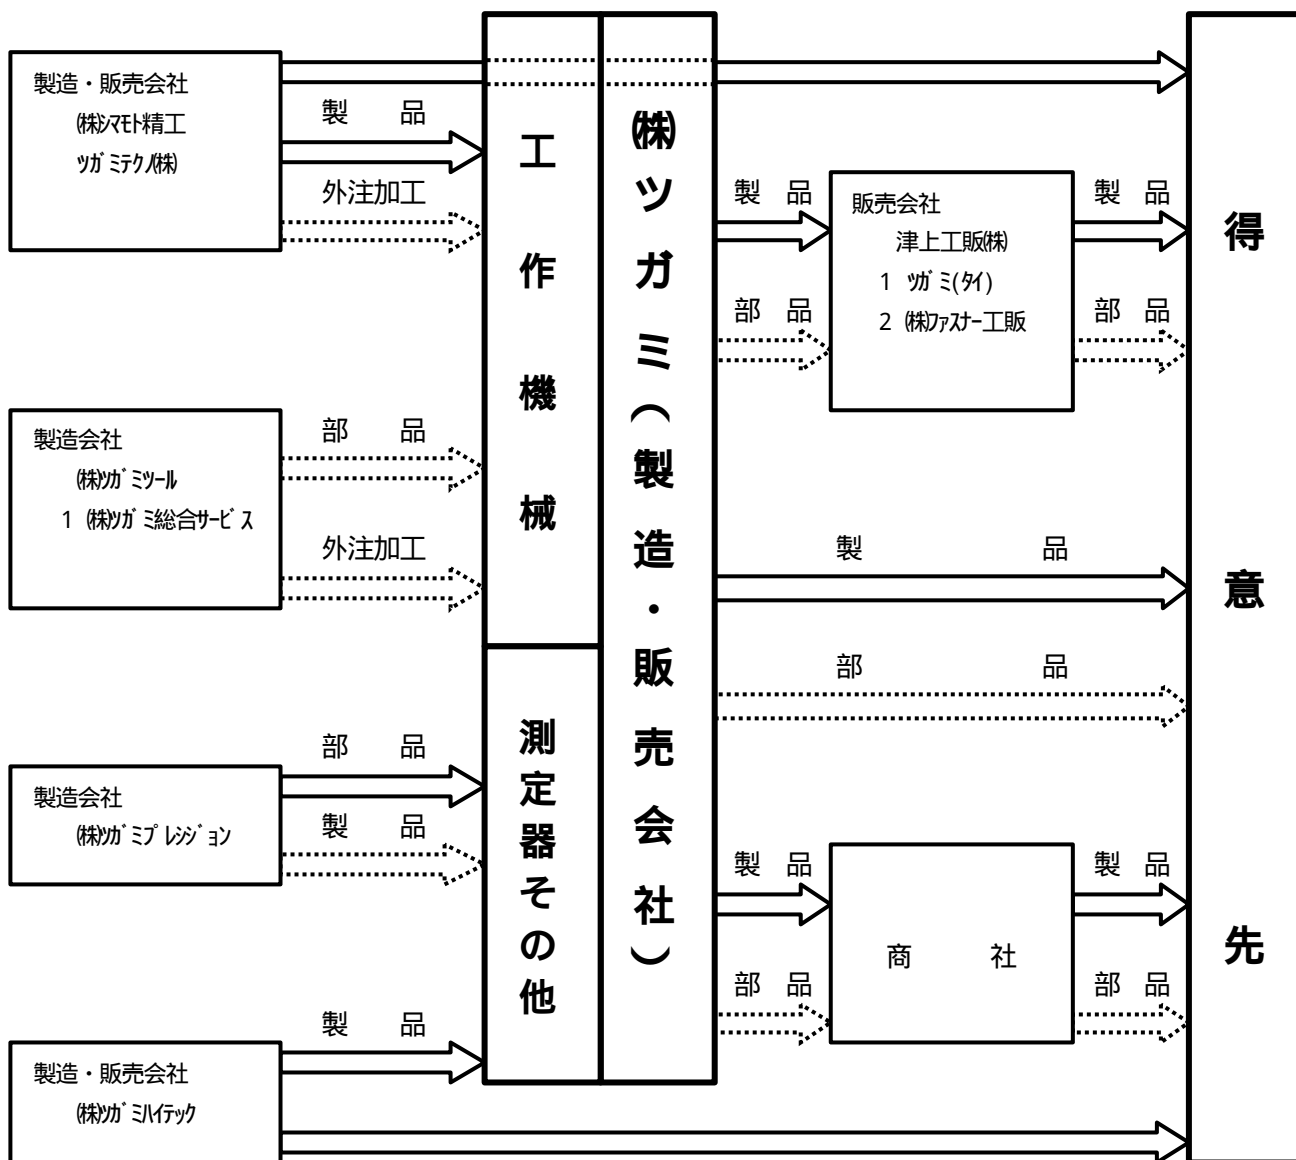 製造・販売会社
㈱シマモト精工
ツガミテクノ㈱
製 品
外注加工
製造会社
㈱ツガミツール
1 ㈱ツガミ総合サービス
部 品
外注加工
製造会社
㈱ツガミプレシジョン
部 品
製 品
製造・販売会社
㈱ツガミハイテック
製 品
工作機械
測定器その他
㈱ツガミ(製造・販売会社)
製 品
部 品
販売会社
津上工販㈱
1 ツガミ(タイ)
2 ㈱ファスナー工販
製 品
部 品
製 品
部 品
製 品
部 品
商 社
製 品
部 品
得意先